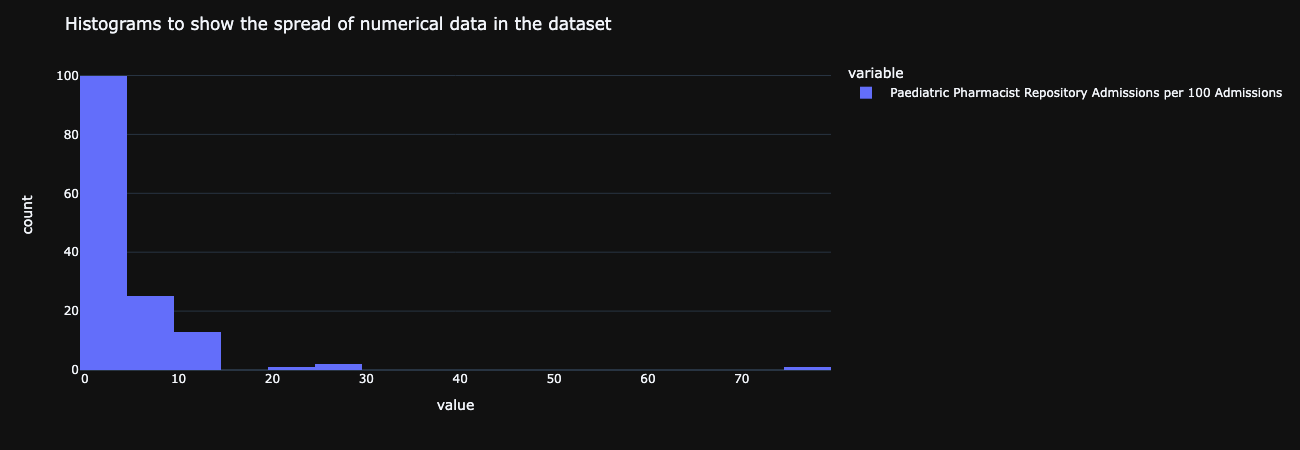 Histograms to show the spread of numerical data in the dataset
variable
Paediatric Pharmacist Repository Admissions per 100 Admissions
count
100
80
60
40
20
0
0 10 20 30 40 50 60 70
value